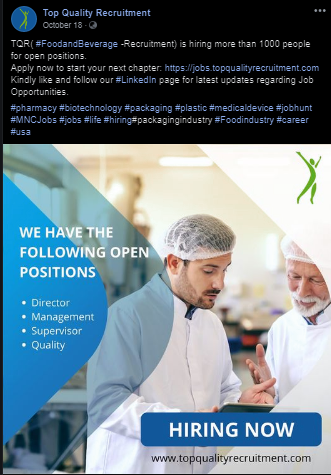 Top Quality Recruitment
October 18 ·
TQR( #FoodandBeverage -Recruitment) is hiring more than 1000 people
for open positions.
Apply now to start your next chapter: https://jobs.topqualityrecruitment.com
Kindly like and follow our #LinkedIn page for latest updates regarding Job
Opportunities.
#pharmacy #biotechnology #packaging #plastic #medicaldevice #jobhunt
#MNCJobs #jobs #life #hiring#packagingindustry #Foodindustry #career
#usa
WE HAVE THE
FOLLOWING OPEN
POSITIONS
• Director
• Management
• Supervisor
• Quality
HIRING NOW
www.topqualityrecruitment.com